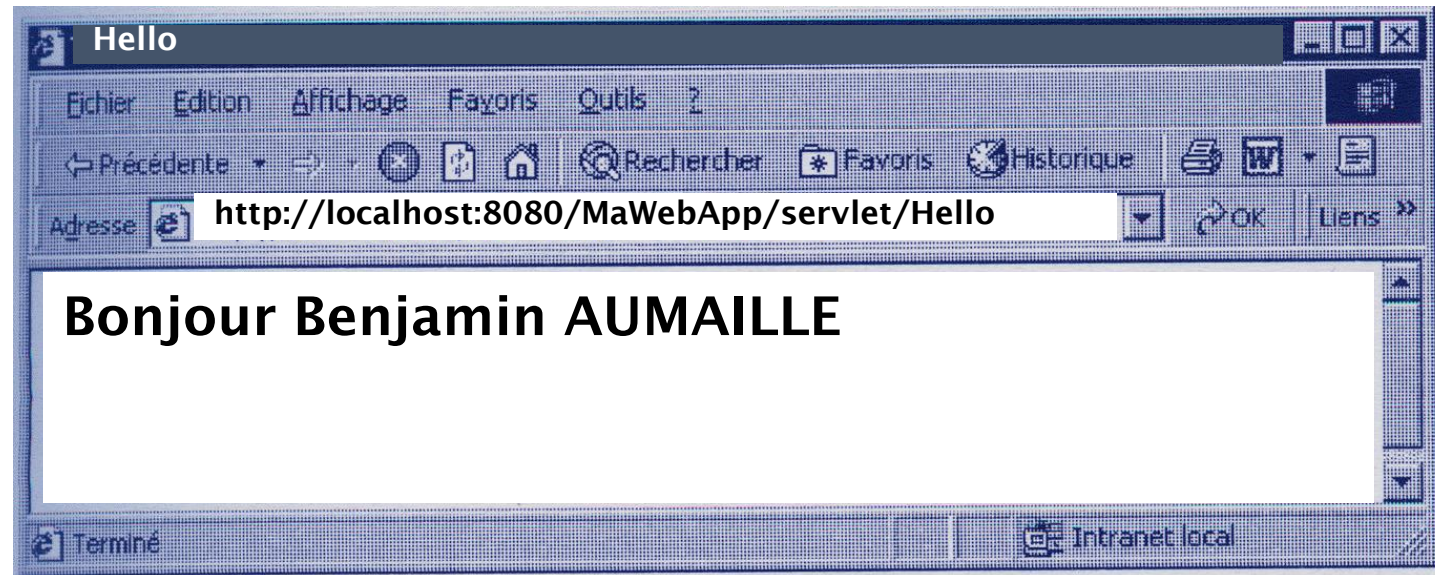 Hello
Fichier Edition Affichage Favoris Outils ?
Précédente Rechercher Favoris Historique W
Adresse http://localhost:8080/MaWebApp/servlet/Hello OK Liens »
Bonjour Benjamin AUMAILLE
Terminé Intranet local